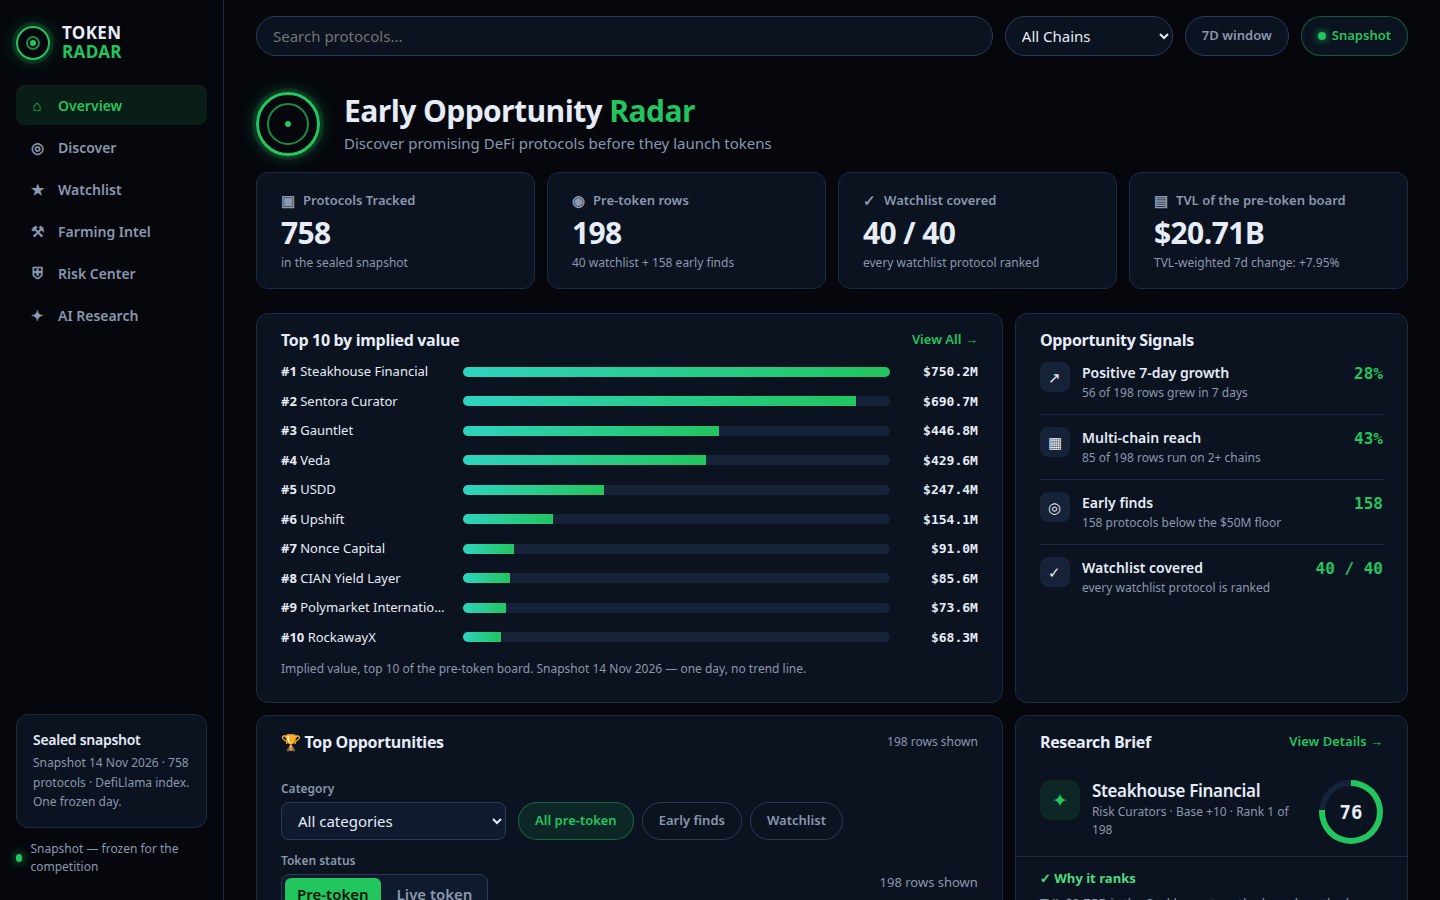 TOKEN
RADAR
Overview
Discover
Watchlist
Farming Intel
Risk Center
AI Research
Sealed snapshot
Snapshot 14 Nov 2026 · 758
protocols · DefiLlama index.
One frozen day.
Snapshot — frozen for the
competition
Search protocols...
All Chains
7D window
Snapshot
Early Opportunity Radar
Discover promising DeFi protocols before they launch tokens
Protocols Tracked
758
in the sealed snapshot
Pre-token rows
198
40 watchlist + 158 early finds
Watchlist covered
40 / 40
every watchlist protocol ranked
TVL of the pre-token board
$20.71B
TVL-weighted 7d change: +7.95%
Top 10 by implied value
View All →
#1 Steakhouse Financial $750.2M
#2 Sentora Curator $690.7M
#3 Gauntlet $446.8M
#4 Veda $429.6M
#5 USDD $247.4M
#6 Upshift $154.1M
#7 Nonce Capital $91.0M
#8 CIAN Yield Layer $85.6M
#9 Polymarket Internatio... $73.6M
#10 RockawayX $68.3M
Implied value, top 10 of the pre-token board. Snapshot 14 Nov 2026 — one day, no trend line.
Opportunity Signals
Positive 7-day growth 28%
56 of 198 rows grew in 7 days
Multi-chain reach 43%
85 of 198 rows run on 2+ chains
Early finds 158
158 protocols below the $50M floor
Watchlist covered 40 / 40
every watchlist protocol is ranked
🏆 Top Opportunities
198 rows shown
Category
All categories
All pre-token
Early finds
Watchlist
Token status
Pre-token
Live token
198 rows shown
Research Brief
View Details →
Steakhouse Financial
Risk Curators · Base +10 · Rank 1 of
198
76
✓ Why it ranks